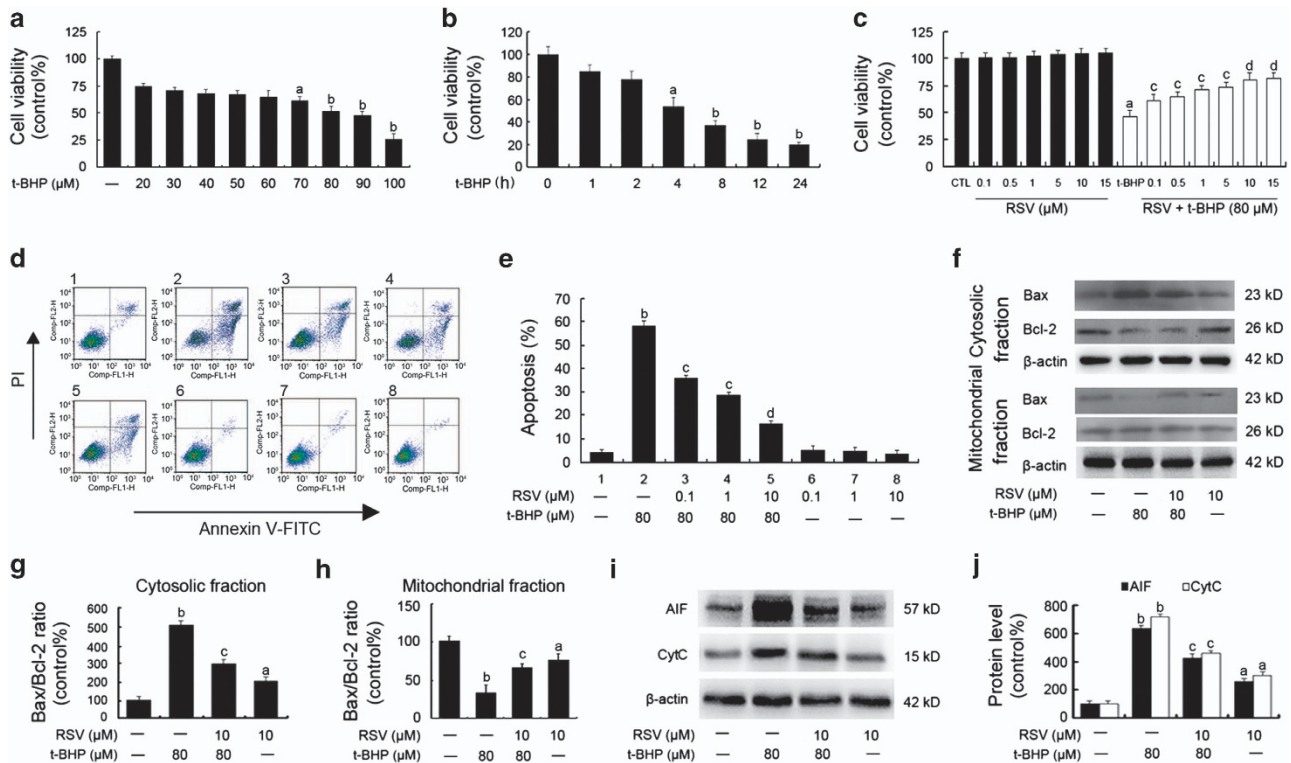 a
Cell viability
(control%)
125
100
75
50
25
0
a
b
b
b
t-BHP (µM)
— 20 30 40 50 60 70 80 90 100
b
Cell viability
(control%)
140
120
100
80
60
40
20
0
a
b
b
b
t-BHP (h)
0 1 2 4 8 12 24
c
Cell viability
(control%)
125
100
75
50
25
0
a
c
c
c
c
d
d
CTL 0.1 0.5 1 5 10 15 t-BHP 0.1 0.5 1 5 10 15
RSV (µM)
RSV + t-BHP (80 µM)
d
PI
1 2 3 4
5 6 7 8
Comp-FL2-H
Comp-FL1-H
Annexin V-FITC
e
Apoptosis (%)
70
60
50
40
30
20
10
0
b
c
c
d
1 2 3 4 5 6 7 8
RSV (µM) — — 0.1 1 10 0.1 1 10
t-BHP (µM) — 80 80 80 80 — — —
f
Cytosolic fraction
Bax 23 kD
Bcl-2 26 kD
β-actin 42 kD
Mitochondrial fraction
Bax 23 kD
Bcl-2 26 kD
β-actin 42 kD
RSV (µM) — — 10 10
t-BHP (µM) — 80 80 —
g
Cytosolic fraction
Bax/Bcl-2 ratio
(control%)
600
500
400
300
200
100
0
b
c
a
RSV (µM) — — 10 10
t-BHP (µM) — 80 80 —
h
Mitochondrial fraction
Bax/Bcl-2 ratio
(control%)
150
100
50
0
b
c
a
RSV (µM) — — 10 10
t-BHP (µM) — 80 80 —
i
AIF 57 kD
CytC 15 kD
β-actin 42 kD
RSV (µM) — — 10 10
t-BHP (µM) — 80 80 —
j
AIF CytC
Protein level
(control%)
800
600
400
200
0
b b
c c
a a
RSV (µM) — — 10 10
t-BHP (µM) — 80 80 —